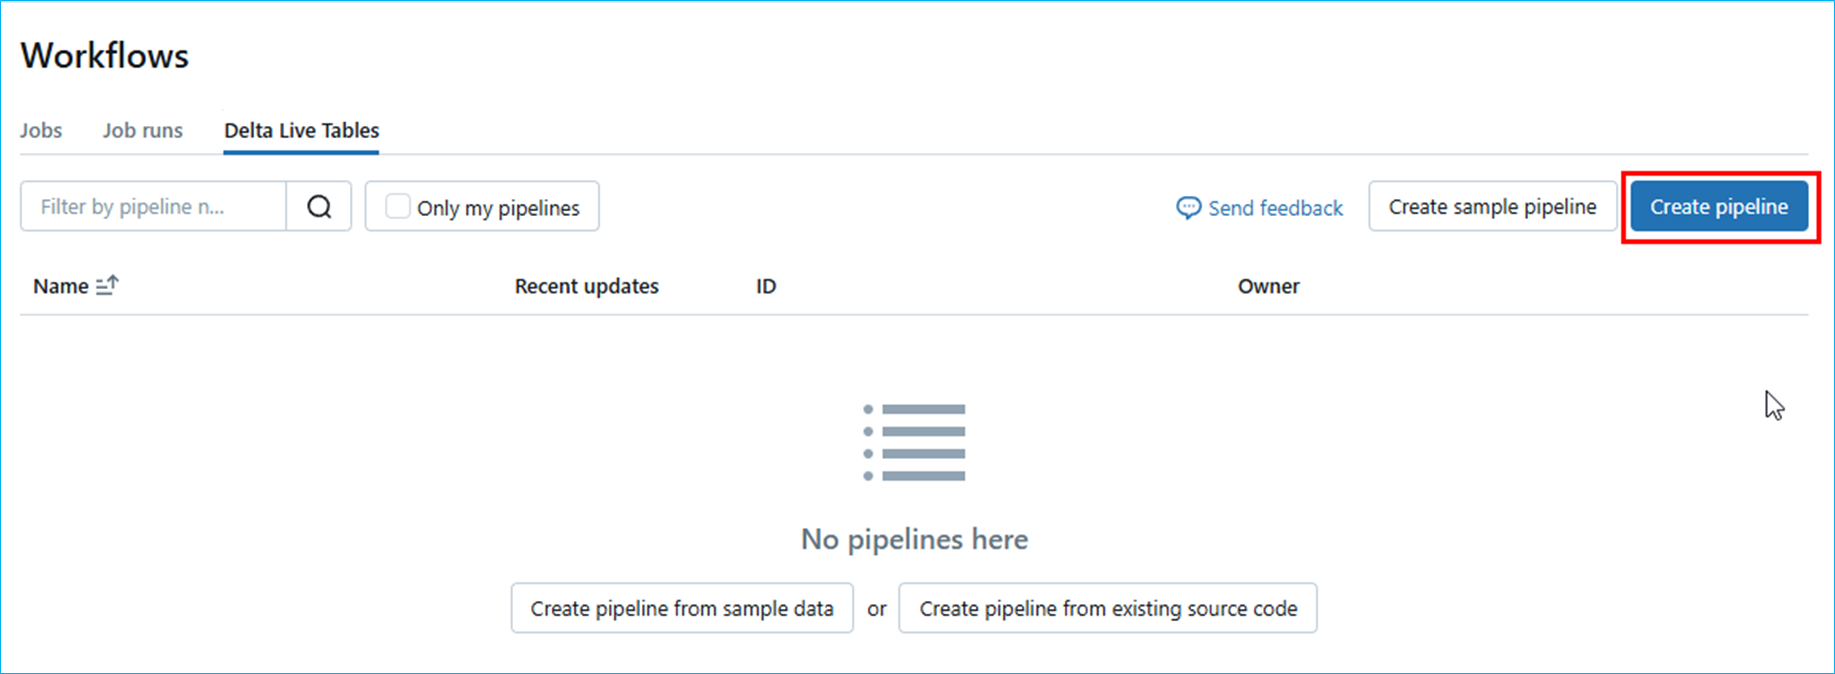 Workflows
Jobs Job runs Delta Live Tables
Filter by pipeline n... Only my pipelines Send feedback Create sample pipeline Create pipeline
Name Recent updates ID Owner
No pipelines here
Create pipeline from sample data or Create pipeline from existing source code